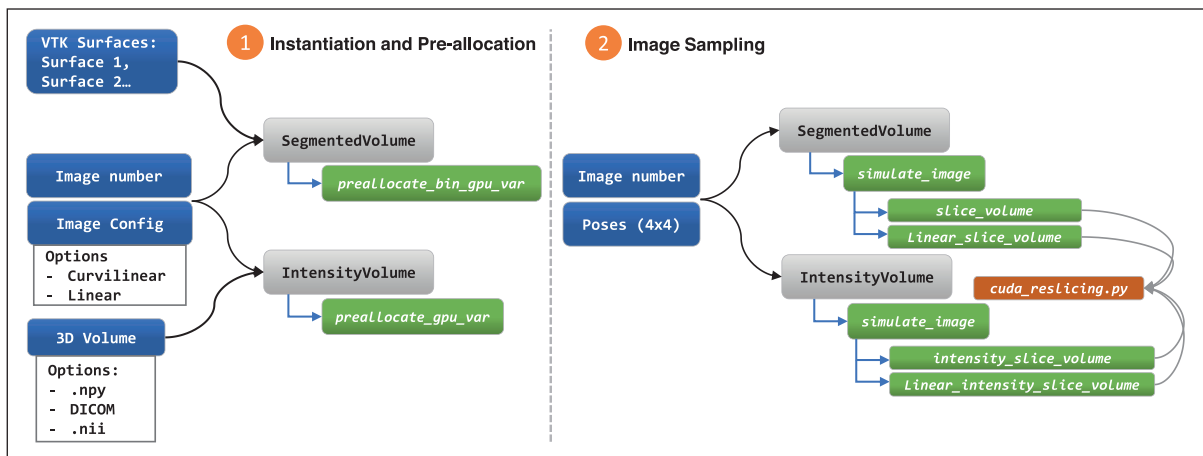 VTK Surfaces:
Surface 1,
Surface 2…
1 Instantiation and Pre-allocation
SegmentedVolume
preallocate_bin_gpu_var
Image number
Image Config
Options
- Curvilinear
- Linear
IntensityVolume
preallocate_gpu_var
3D Volume
Options:
- .npy
- DICOM
- .nii
2 Image Sampling
SegmentedVolume
simulate_image
slice_volume
Linear_slice_volume
Image number
Poses (4x4)
IntensityVolume
cuda_reslicing.py
simulate_image
intensity_slice_volume
Linear_intensity_slice_volume